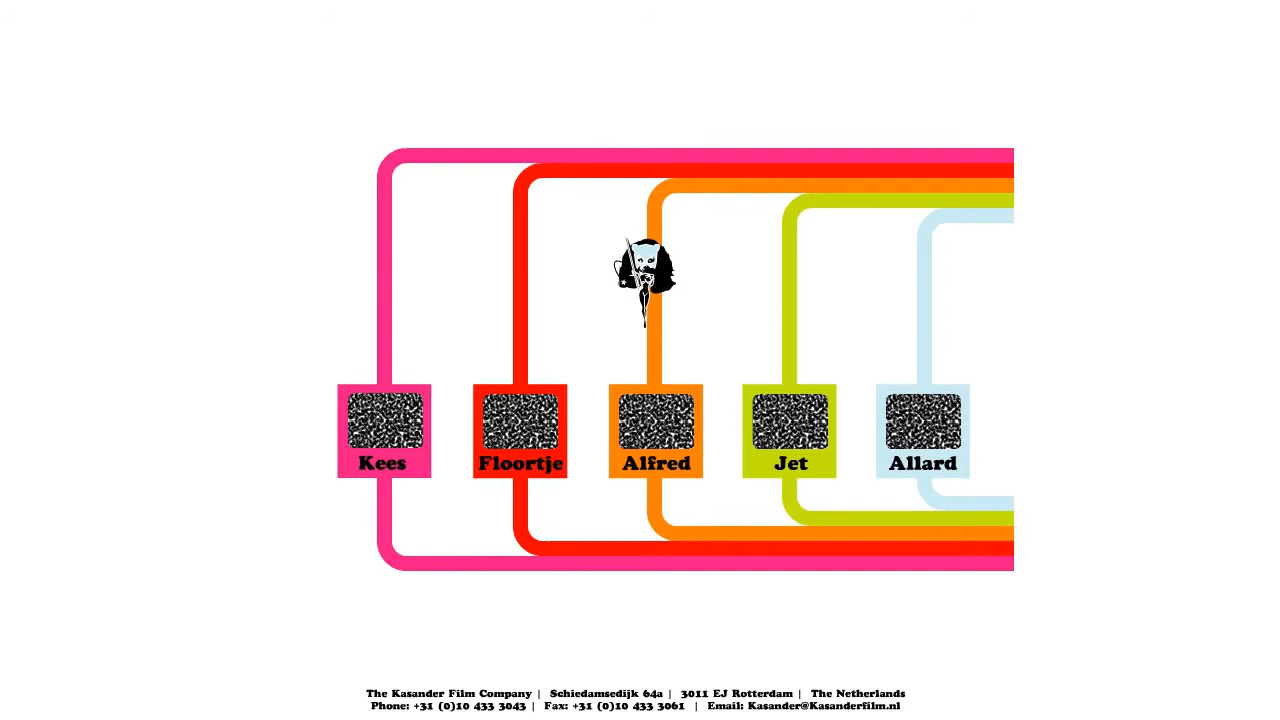 Kees
Floortje
Alfred
Jet
Allard
The Kasander Film Company | Schiedamsedijk 64a | 3011 EJ Rotterdam | The Netherlands
Phone: +31 (0)10 433 3043 | Fax: +31 (0)10 433 3061 | Email: Kasander@Kasanderfilm.nl